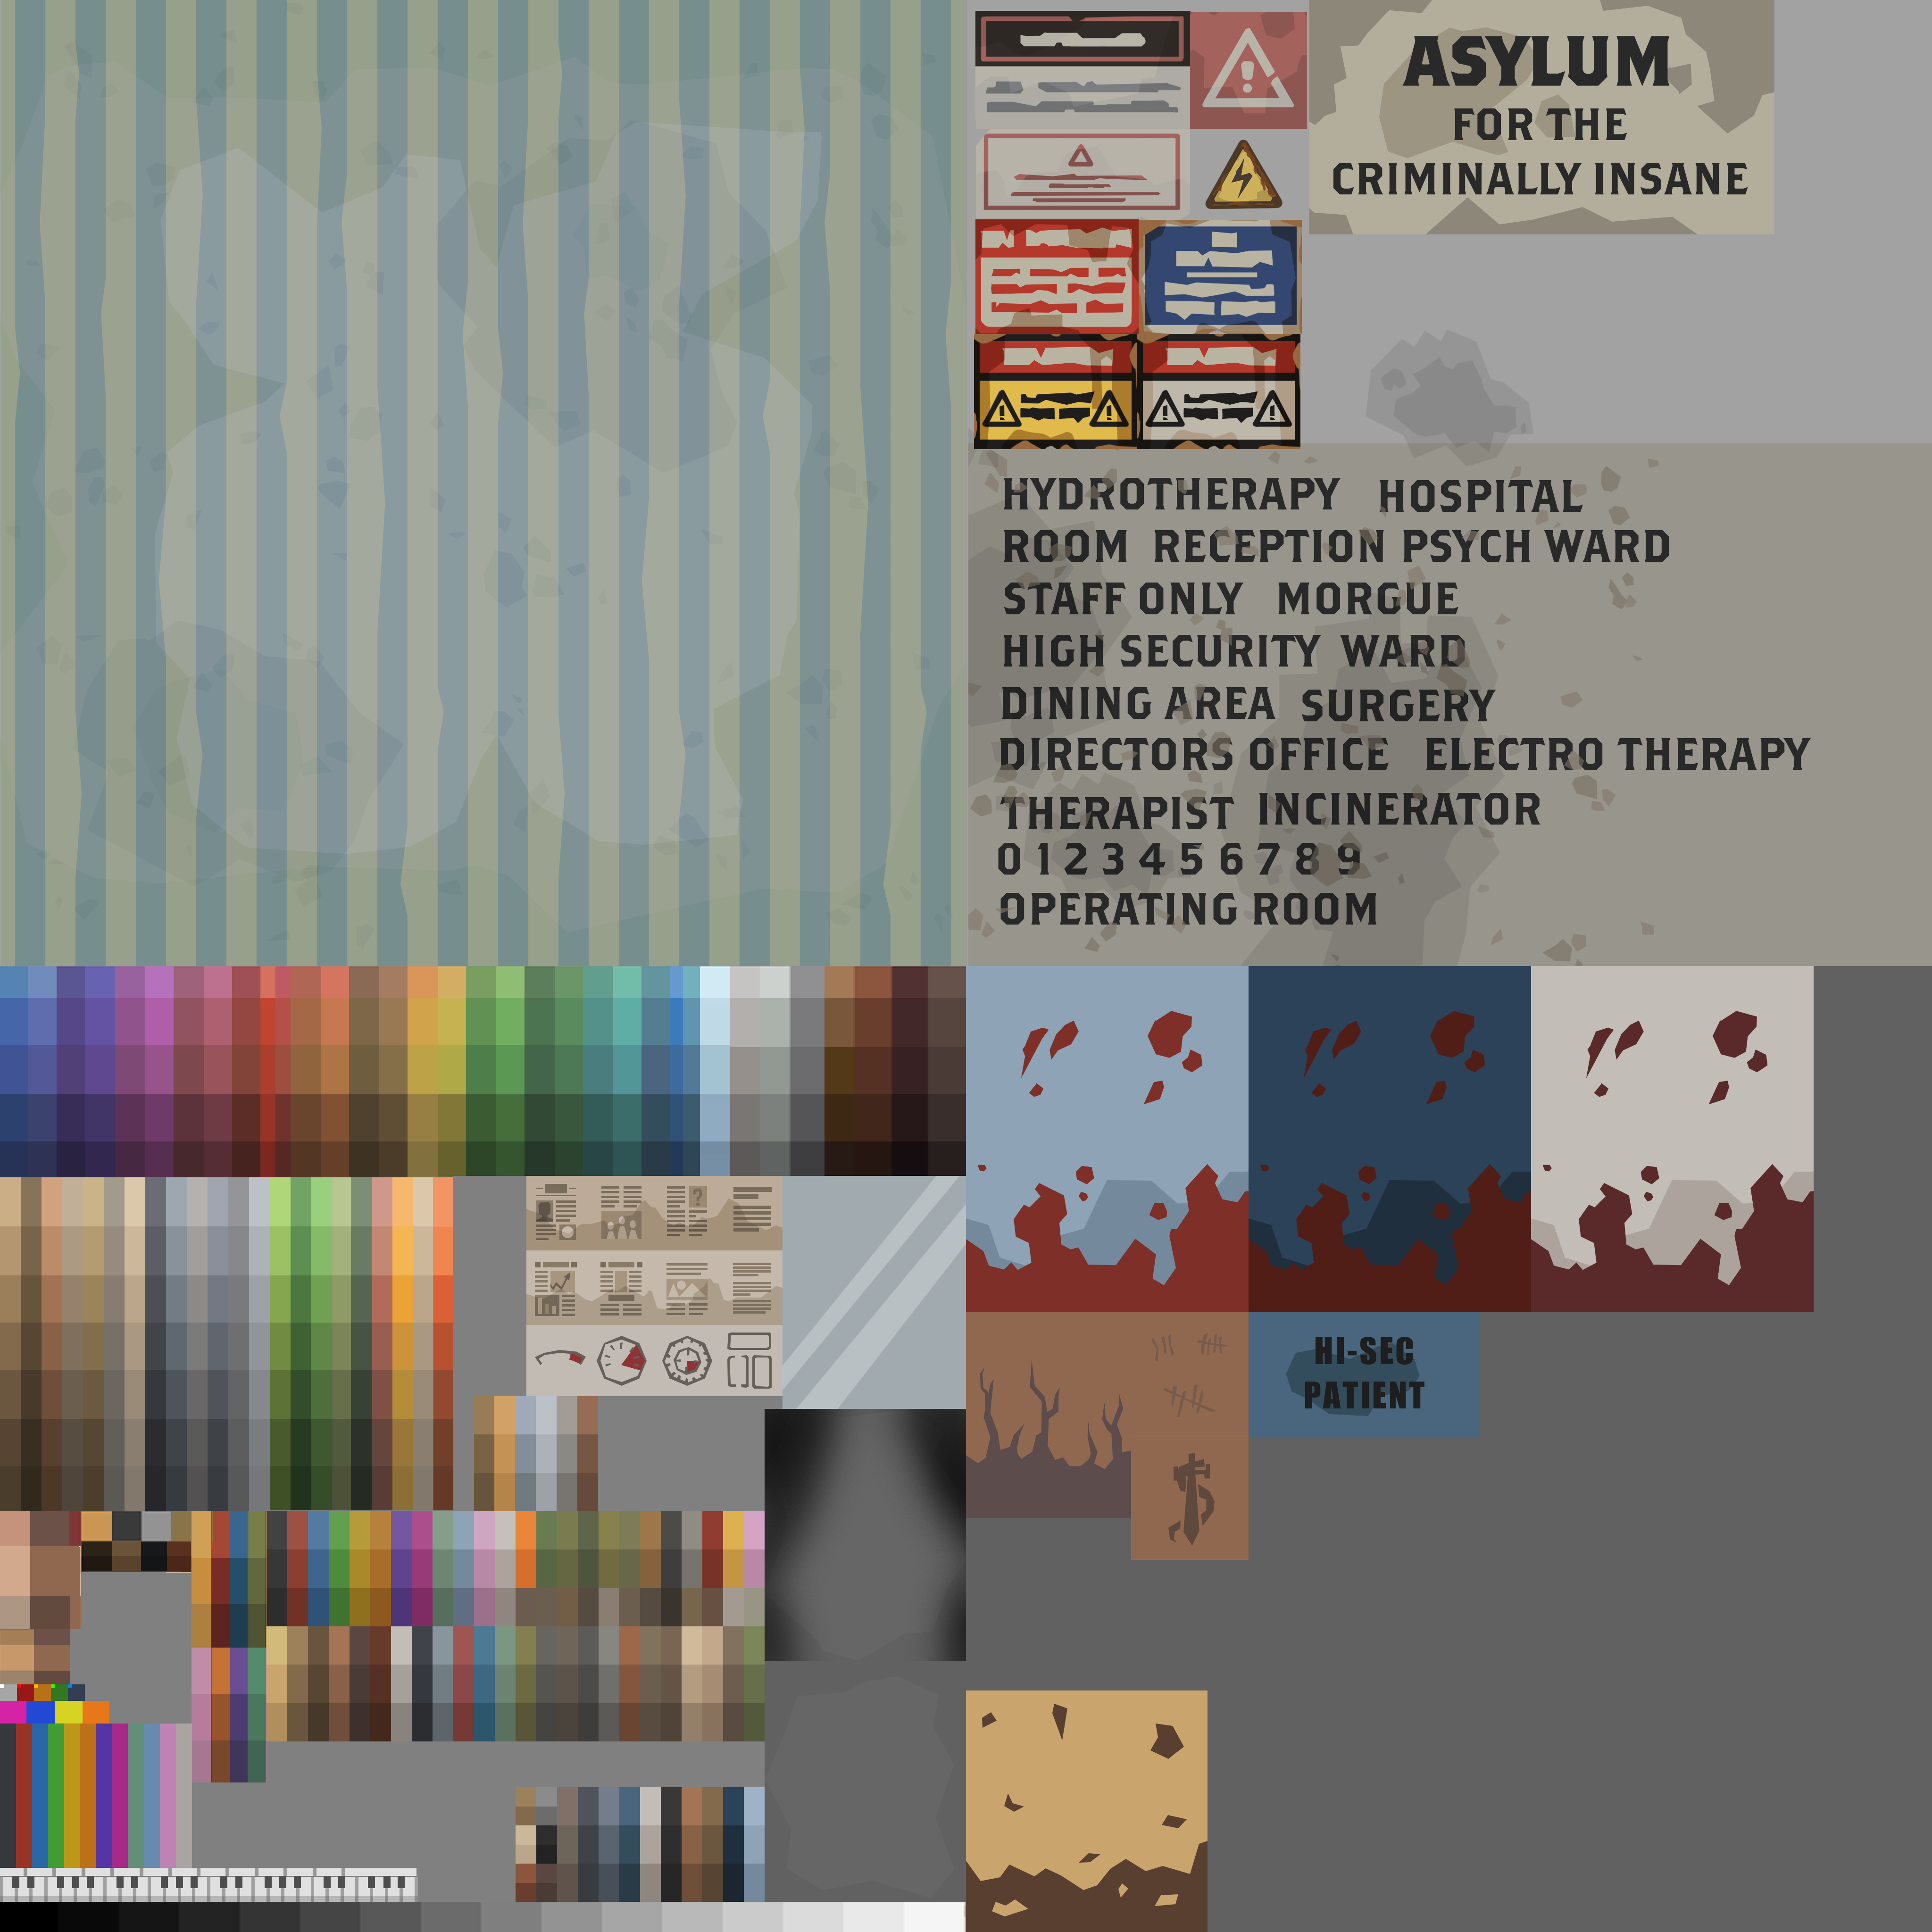 ASYLUM
FOR THE
CRIMINALLY INSANE
HYDROTHERAPY HOSPITAL
ROOM RECEPTION PSYCH WARD
STAFF ONLY MORGUE
HIGH SECURITY WARD
DINING AREA SURGERY
DIRECTORS OFFICE ELECTRO THERAPY
THERAPIST INCINERATOR
0 1 2 3 4 5 6 7 8 9
OPERATING ROOM
?
HI-SEC
PATIENT